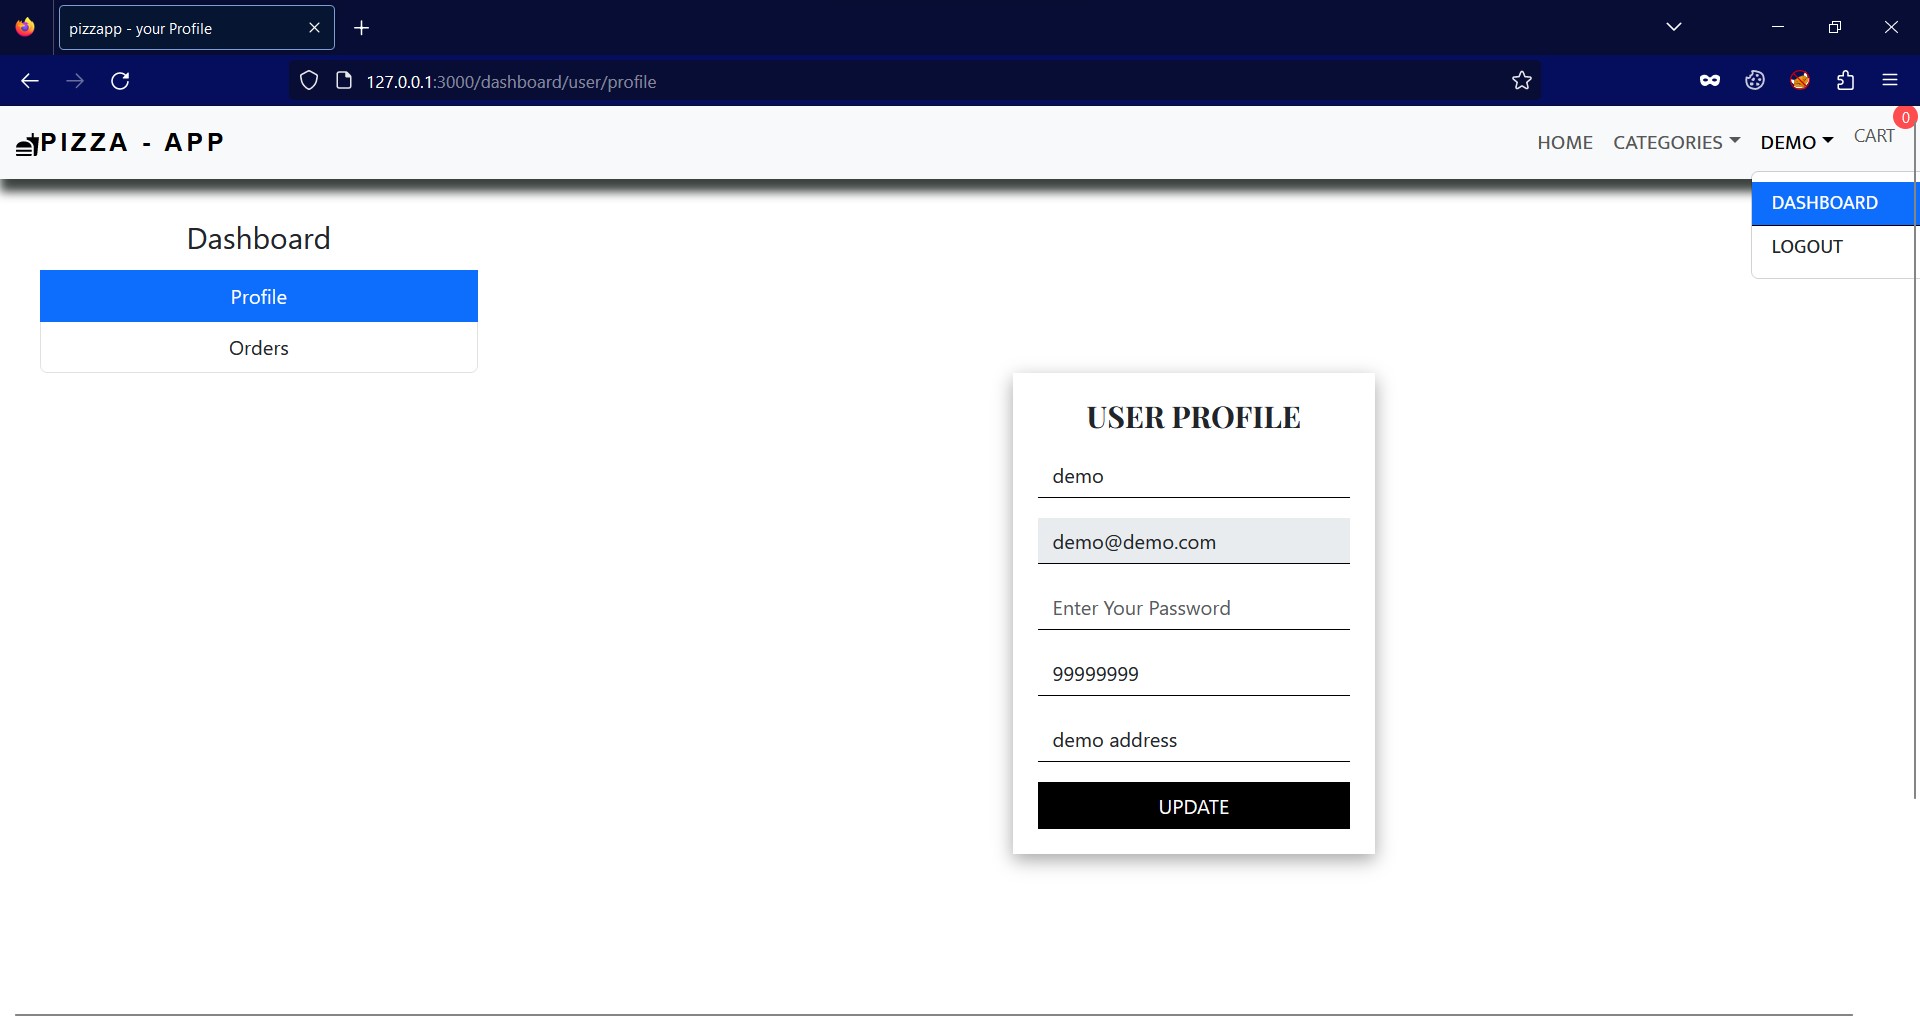 pizzapp - your Profile
127.0.0.1:3000/dashboard/user/profile
PIZZA - APP
HOME
CATEGORIES
DEMO
CART
0
DASHBOARD
LOGOUT
Dashboard
Profile
Orders
USER PROFILE
demo
demo@demo.com
Enter Your Password
99999999
demo address
UPDATE